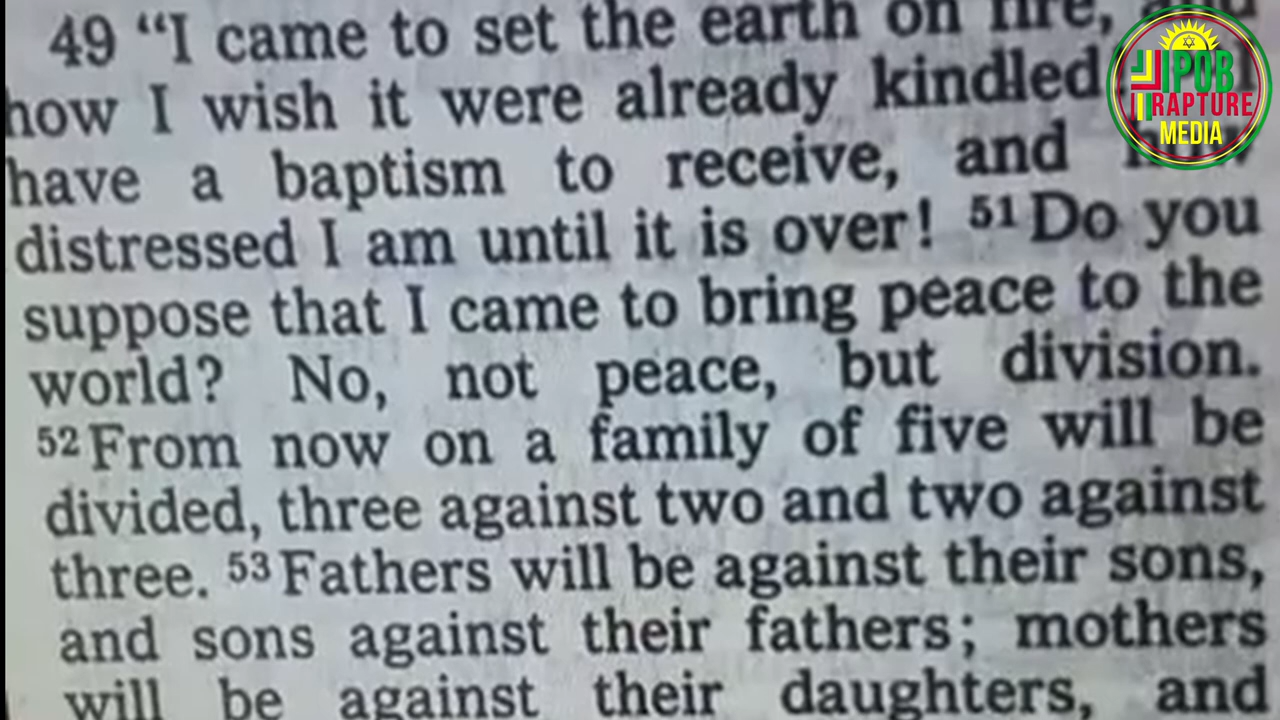 49 “I came to set the earth on fire, and
how I wish it were already kindled
have a baptism to receive, and how
distressed I am until it is over! 51 Do you
suppose that I came to bring peace to the
world? No, not peace, but division.
52 From now on a family of five will be
divided, three against two and two against
three. 53 Fathers will be against their sons,
and sons against their fathers; mothers
will be against their daughters, and
IPOB
RAPTURE
MEDIA